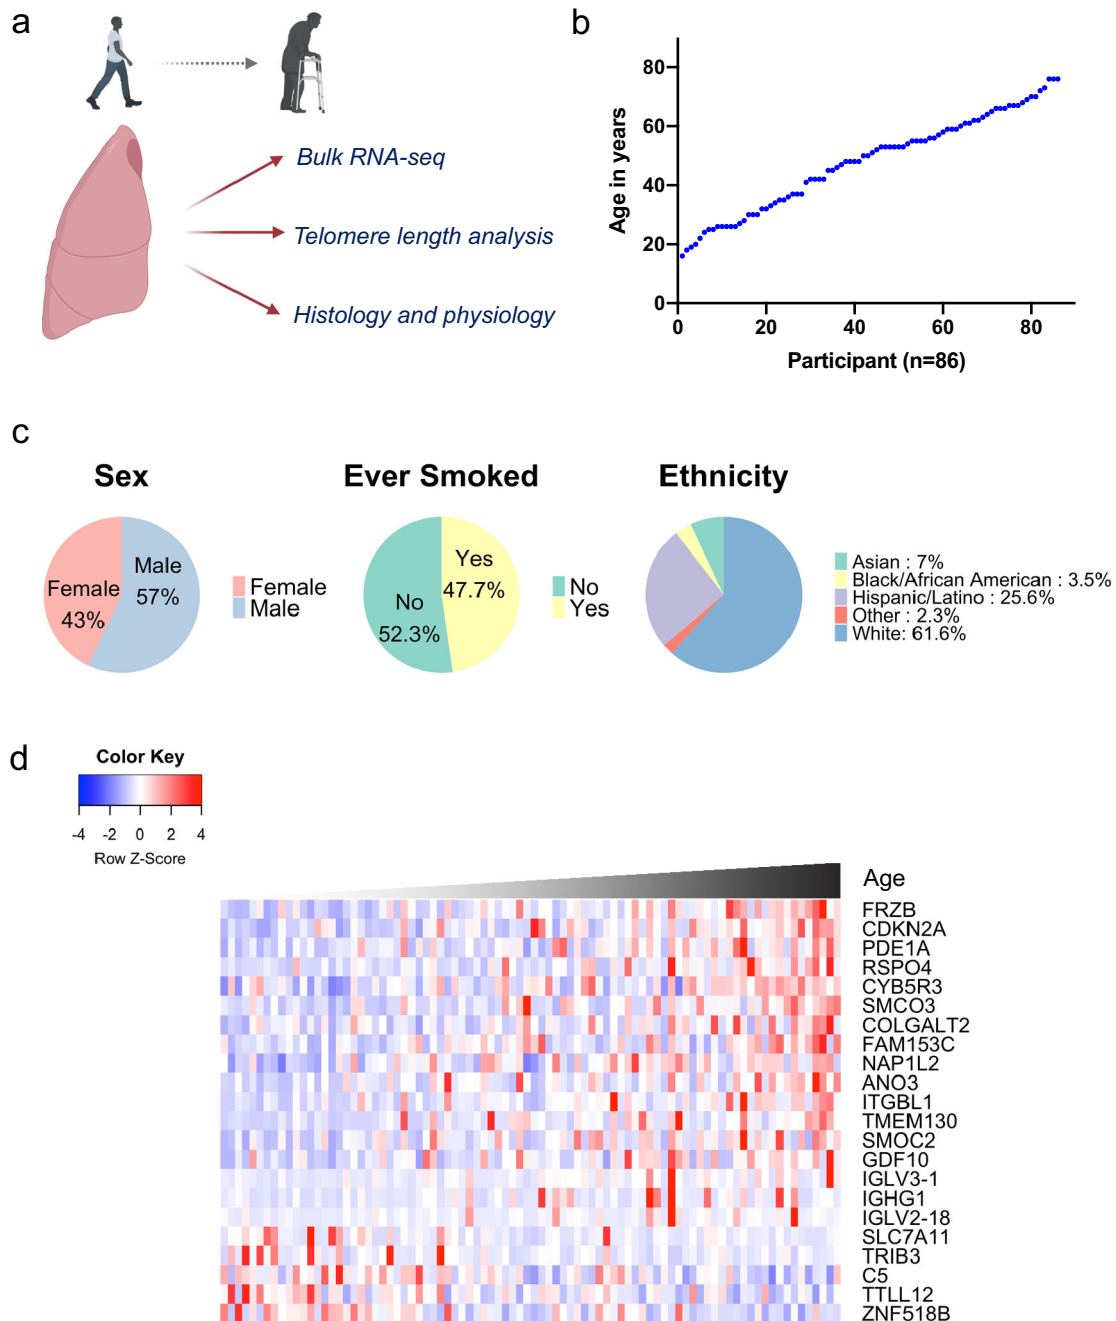 a
Bulk RNA-seq
Telomere length analysis
Histology and physiology
b
Age in years
80
60
40
20
0
0 20 40 60 80
Participant (n=86)
c
Sex
Female
43%
Male
57%
Female
Male
Ever Smoked
Yes
47.7%
No
52.3%
No
Yes
Ethnicity
Asian : 7%
Black/African American : 3.5%
Hispanic/Latino : 25.6%
Other : 2.3%
White: 61.6%
d
Color Key
-4 -2 0 2 4
Row Z-Score
Age
FRZB
CDKN2A
PDE1A
RSPO4
CYB5R3
SMCO3
COLGALT2
FAM153C
NAP1L2
ANO3
ITGBL1
TMEM130
SMOC2
GDF10
IGLV3-1
IGHG1
IGLV2-18
SLC7A11
TRIB3
C5
TTLL12
ZNF518B